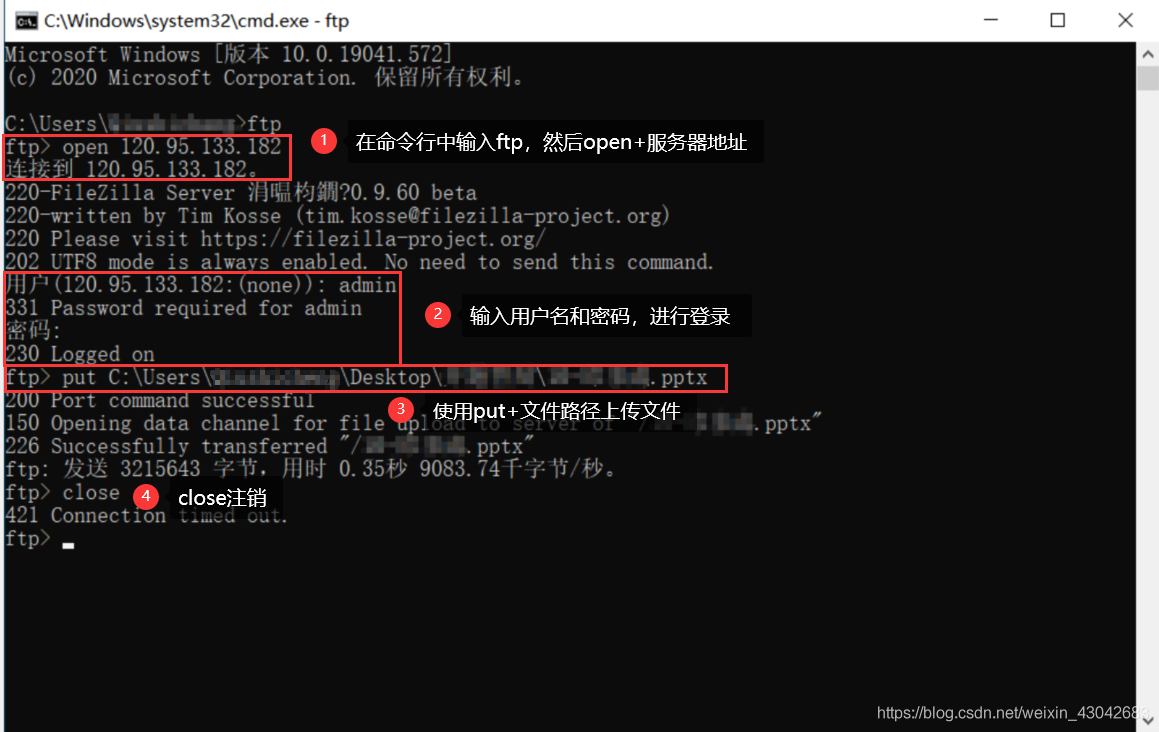 C:\Windows\system32\cmd.exe - ftp
Microsoft Windows [版本 10.0.19041.572]
(c) 2020 Microsoft Corporation. 保留所有权利。
C:\Users\ >ftp
ftp> open 120.95.133.182
1 在命令行中输入ftp，然后open+服务器地址
连接到 120.95.133.182。
220-FileZilla Server 涓嗢枃鐗?0.9.60 beta
220-written by Tim Kosse (tim.kosse@filezilla-project.org)
220 Please visit https://filezilla-project.org/
202 UTF8 mode is always enabled. No need to send this command.
用户(120.95.133.182:(none)): admin
331 Password required for admin
2 输入用户名和密码，进行登录
密码:
230 Logged on
ftp> put C:\Users\ \Desktop\ \ .pptx
200 Port command successful
3 使用put+文件路径上传文件
150 Opening data channel for file upload to server of "/ .pptx"
226 Successfully transferred "/ .pptx"
ftp: 发送 3215643 字节，用时 0.35秒 9083.74千字节/秒。
ftp> close
4 close注销
421 Connection timed out.
ftp>
https://blog.csdn.net/weixin_43042683